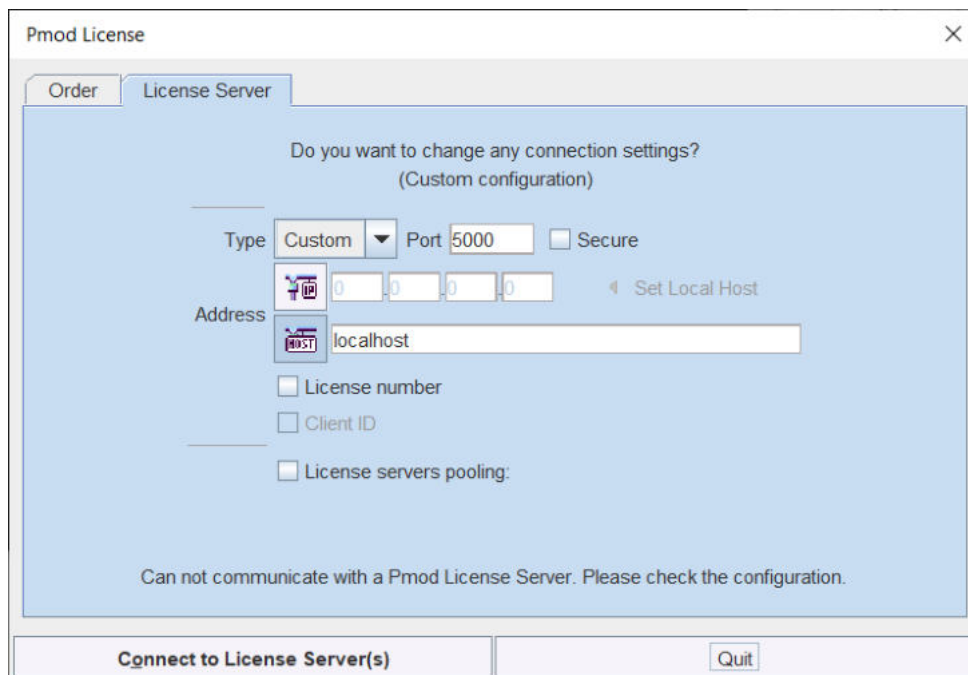 Pmod License
Order License Server
Do you want to change any connection settings?
(Custom configuration)
Type Custom Port 5000 Secure
IP 0 .0 .0 .0 Set Local Host
Address
HOST localhost
License number
Client ID
License servers pooling:
Can not communicate with a Pmod License Server. Please check the configuration.
Connect to License Server(s) Quit